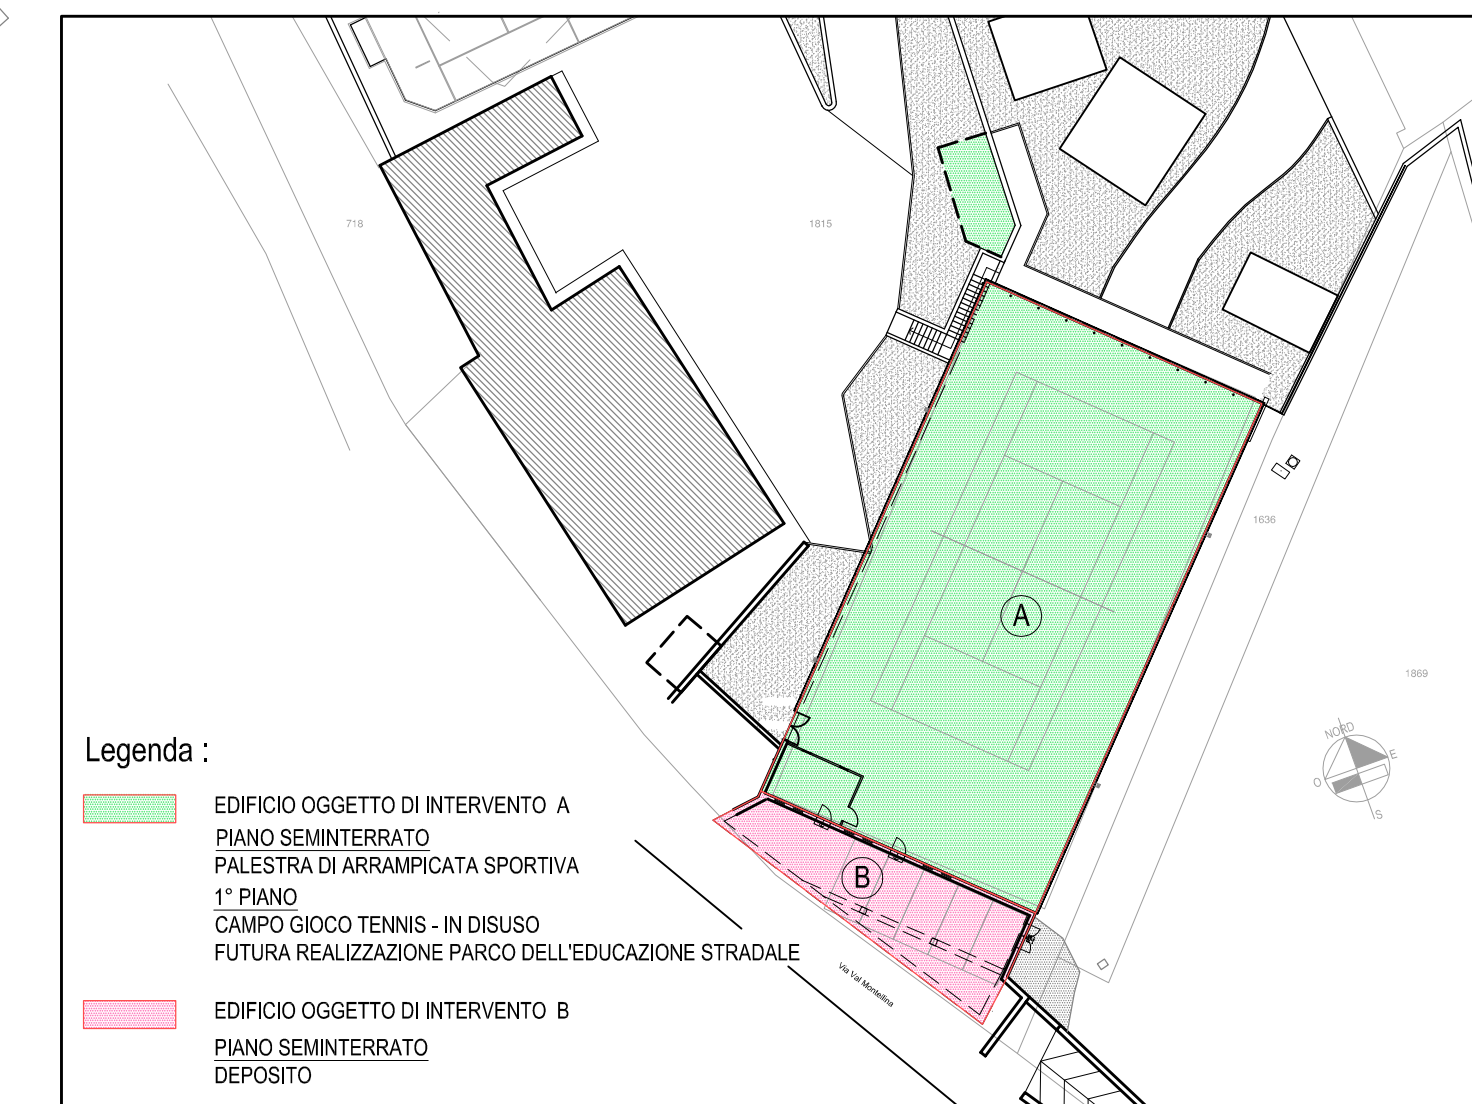 718
1815
1636
1869
A
B
NORD
E
O
S
Via Val Montellina
Legenda :
EDIFICIO OGGETTO DI INTERVENTO A
PIANO SEMINTERRATO
PALESTRA DI ARRAMPICATA SPORTIVA
1° PIANO
CAMPO GIOCO TENNIS - IN DISUSO
FUTURA REALIZZAZIONE PARCO DELL'EDUCAZIONE STRADALE
EDIFICIO OGGETTO DI INTERVENTO B
PIANO SEMINTERRATO
DEPOSITO